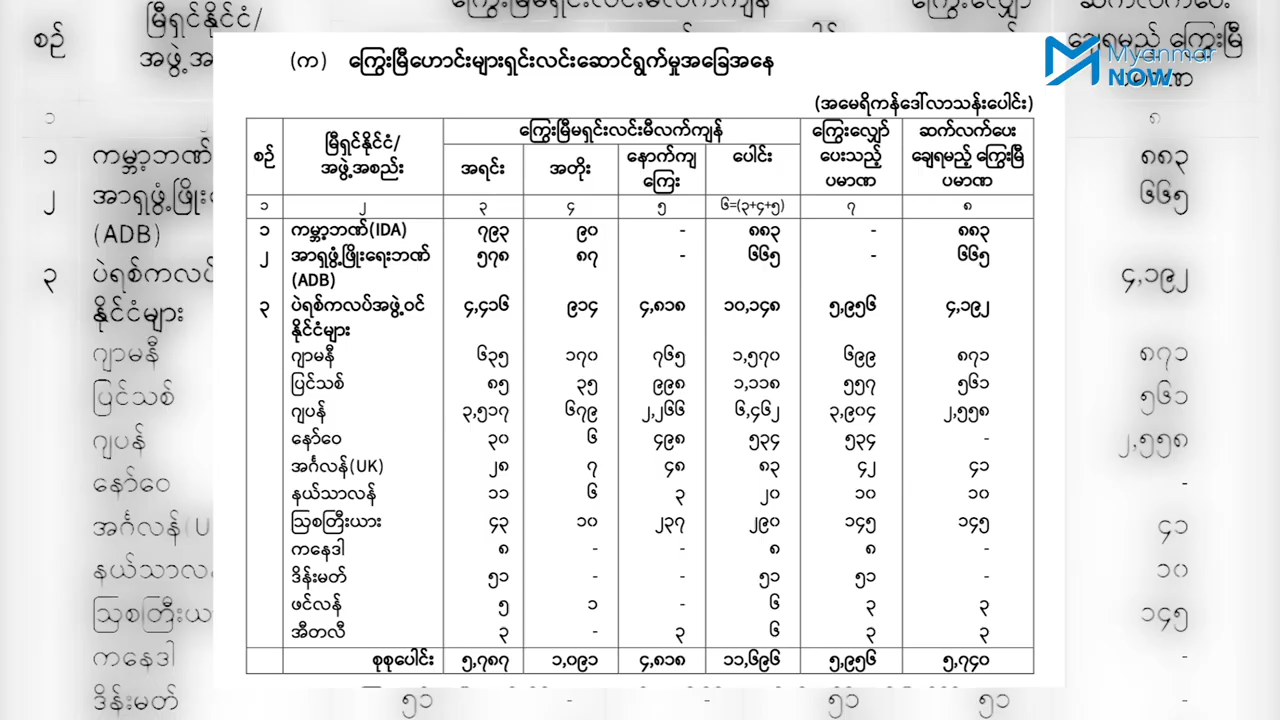 Myanmar
NOW
(က) ကြွေးမြီဟောင်းများရှင်းလင်းဆောင်ရွက်မှုအခြေအနေ
(အမေရိကန်ဒေါ်လာသန်းပေါင်း)
စဉ် မြီရှင်နိုင်ငံ/အဖွဲ့အစည်း ကြွေးမြီမရှင်းလင်းမီလက်ကျန် ကြွေးလျှော်ပေးသည့်ပမာဏ ဆက်လက်ပေးချေရမည့် ကြွေးမြီပမာဏ
အရင်း အတိုး နောက်ကျကြေး ပေါင်း
၁ ၂ ၃ ၄ ၅ ၆=(၃+၄+၅) ၇ ၈
၁ ကမ္ဘာ့ဘဏ်(IDA) ၇၉၃ ၉၀ - ၈၈၃ - ၈၈၃
၂ အာရှဖွံ့ဖြိုးရေးဘဏ် ၅၇၈ ၈၇ - ၆၆၅ - ၆၆၅
(ADB)
၃ ပဲရစ်ကလပ်အဖွဲ့ဝင် ၄,၄၁၆ ၉၁၄ ၄,၈၁၈ ၁၀,၁၄၈ ၅,၉၅၆ ၄,၁၉၂
နိုင်ငံများ
ဂျာမနီ ၆၃၅ ၁၇၀ ၇၆၅ ၁,၅၇၀ ၆၉၉ ၈၇၁
ပြင်သစ် ၈၅ ၃၅ ၉၉၈ ၁,၁၁၈ ၅၅၇ ၅၆၁
ဂျပန် ၃,၅၁၇ ၆၇၉ ၂,၂၆၆ ၆,၄၆၂ ၃,၉၀၄ ၂,၅၅၈
နော်ဝေ ၃၀ ၆ ၄၉၈ ၅၃၄ ၅၃၄ -
အင်္ဂလန်(UK) ၂၈ ၇ ၄၈ ၈၃ ၄၂ ၄၁
နယ်သာလန် ၁၁ ၆ ၃ ၂၀ ၁၀ ၁၀
ဩစတြီးယား ၄၃ ၁၀ ၂၃၇ ၂၉၀ ၁၄၅ ၁၄၅
ကနေဒါ ၈ - - ၈ ၈ -
ဒိန်းမတ် ၅၁ - - ၅၁ ၅၁ -
ဖင်လန် ၅ ၁ - ၆ ၃ ၃
အီတလီ ၃ - ၃ ၆ ၃ ၃
စုစုပေါင်း ၅,၇၈၇ ၁,၀၉၁ ၄,၈၁၈ ၁၁,၆၉၆ ၅,၉၅၆ ၅,၇၄၀